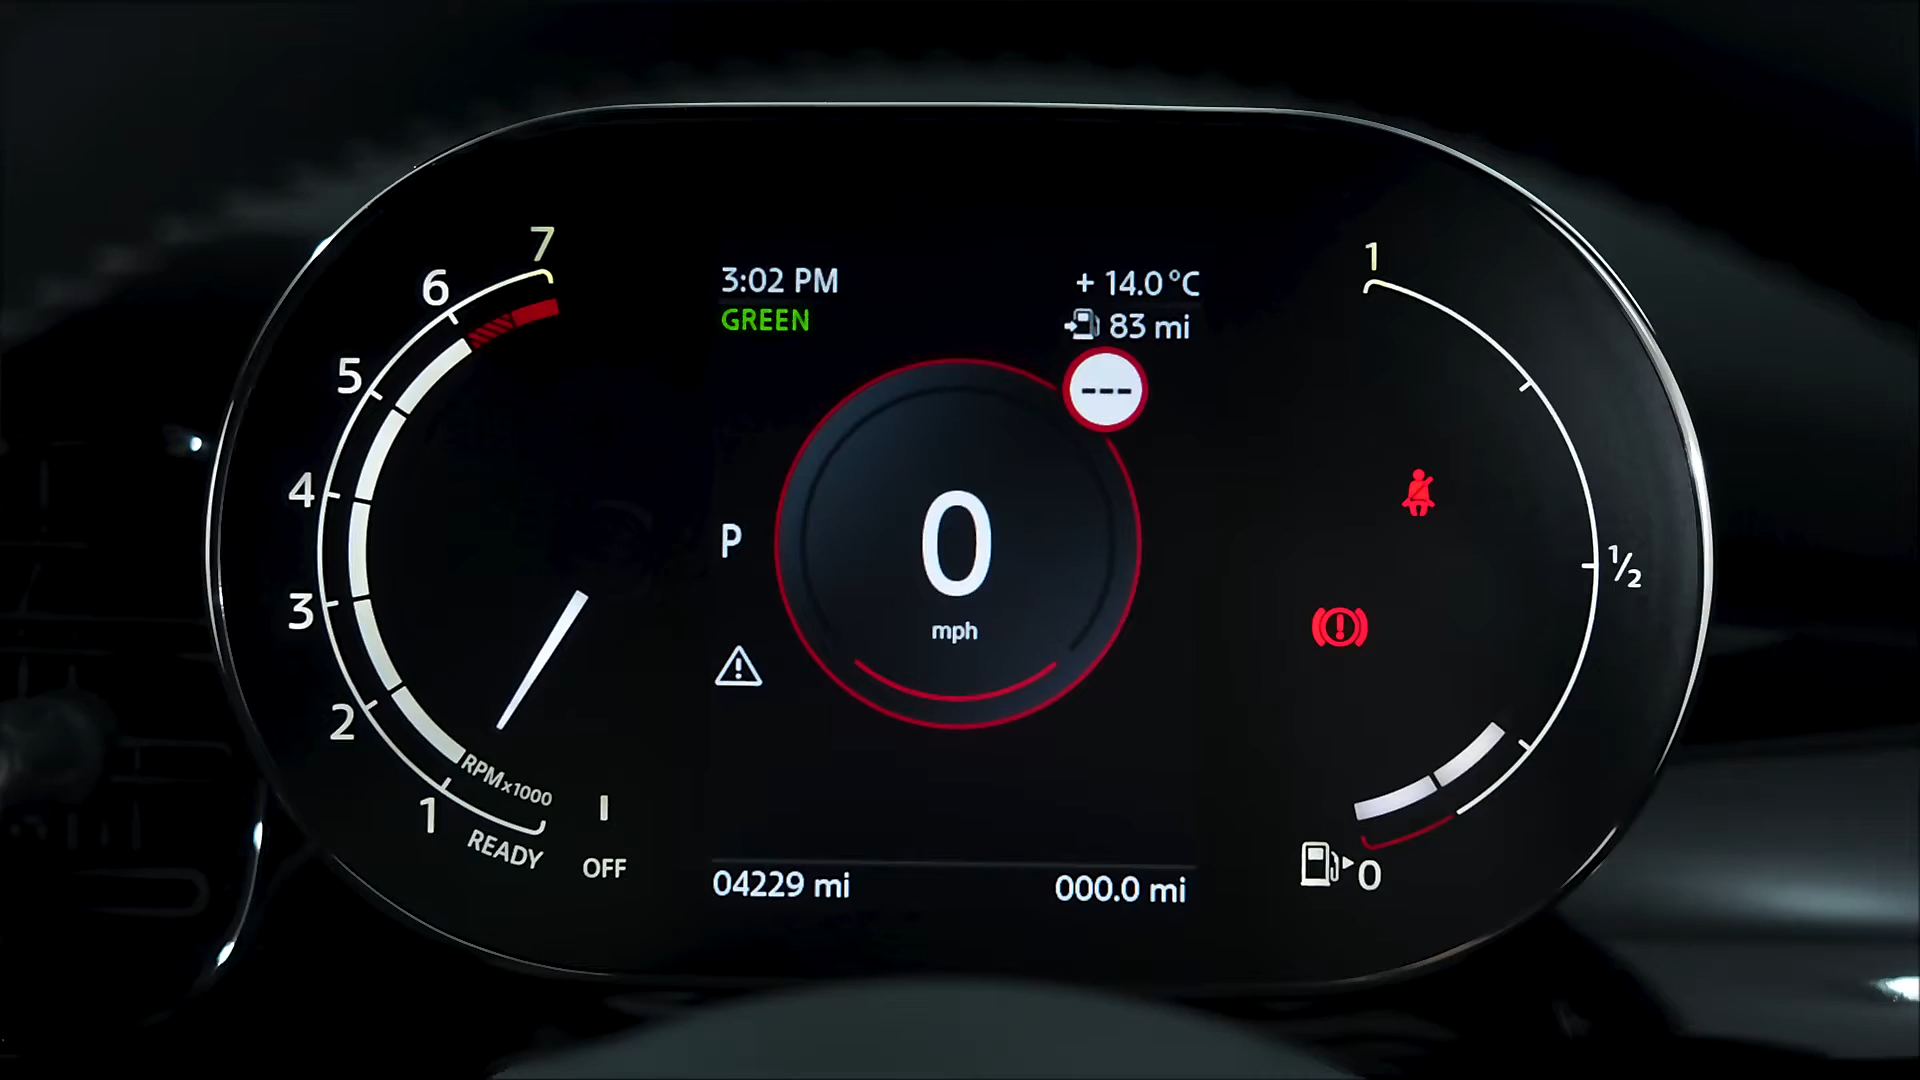 7
6
5
4
3
2
1
RPMx1000
READY
OFF
3:02 PM
GREEN
+ 14.0 °C
83 mi
---
P
0
mph
04229 mi
000.0 mi
1
½
0